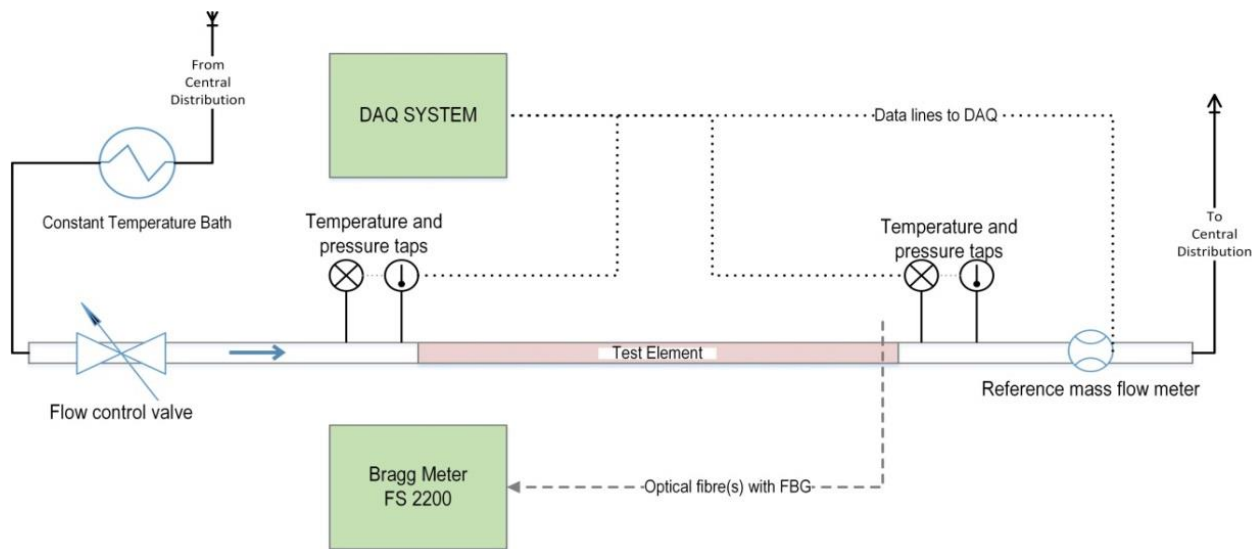 From
Central
Distribution
DAQ SYSTEM
Data lines to DAQ
Constant Temperature Bath
Temperature and
pressure taps
Temperature and
pressure taps
To
Central
Distribution
Test Element
Flow control valve
Reference mass flow meter
Bragg Meter
FS 2200
Optical fibre(s) with FBG